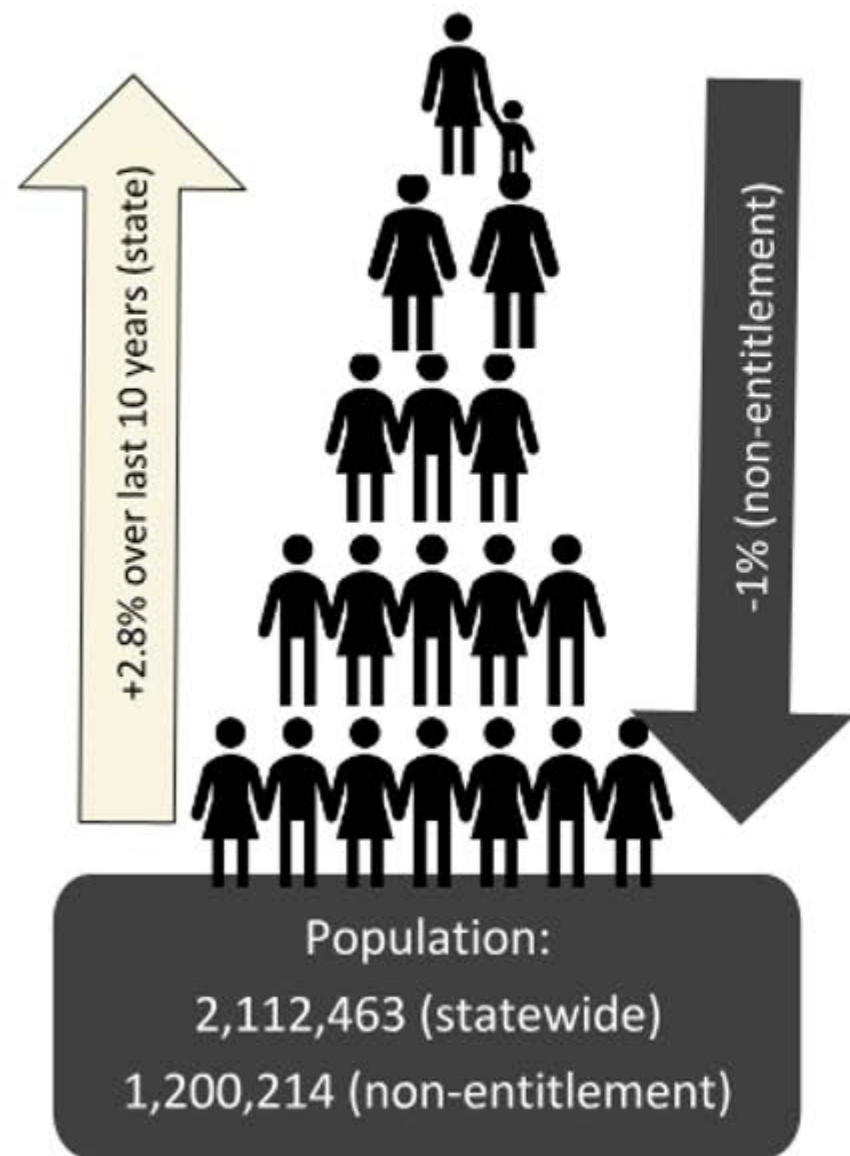 +2.8% over last 10 years (state)
-1% (non-entitlement)
Population:
2,112,463 (statewide)
1,200,214 (non-entitlement)